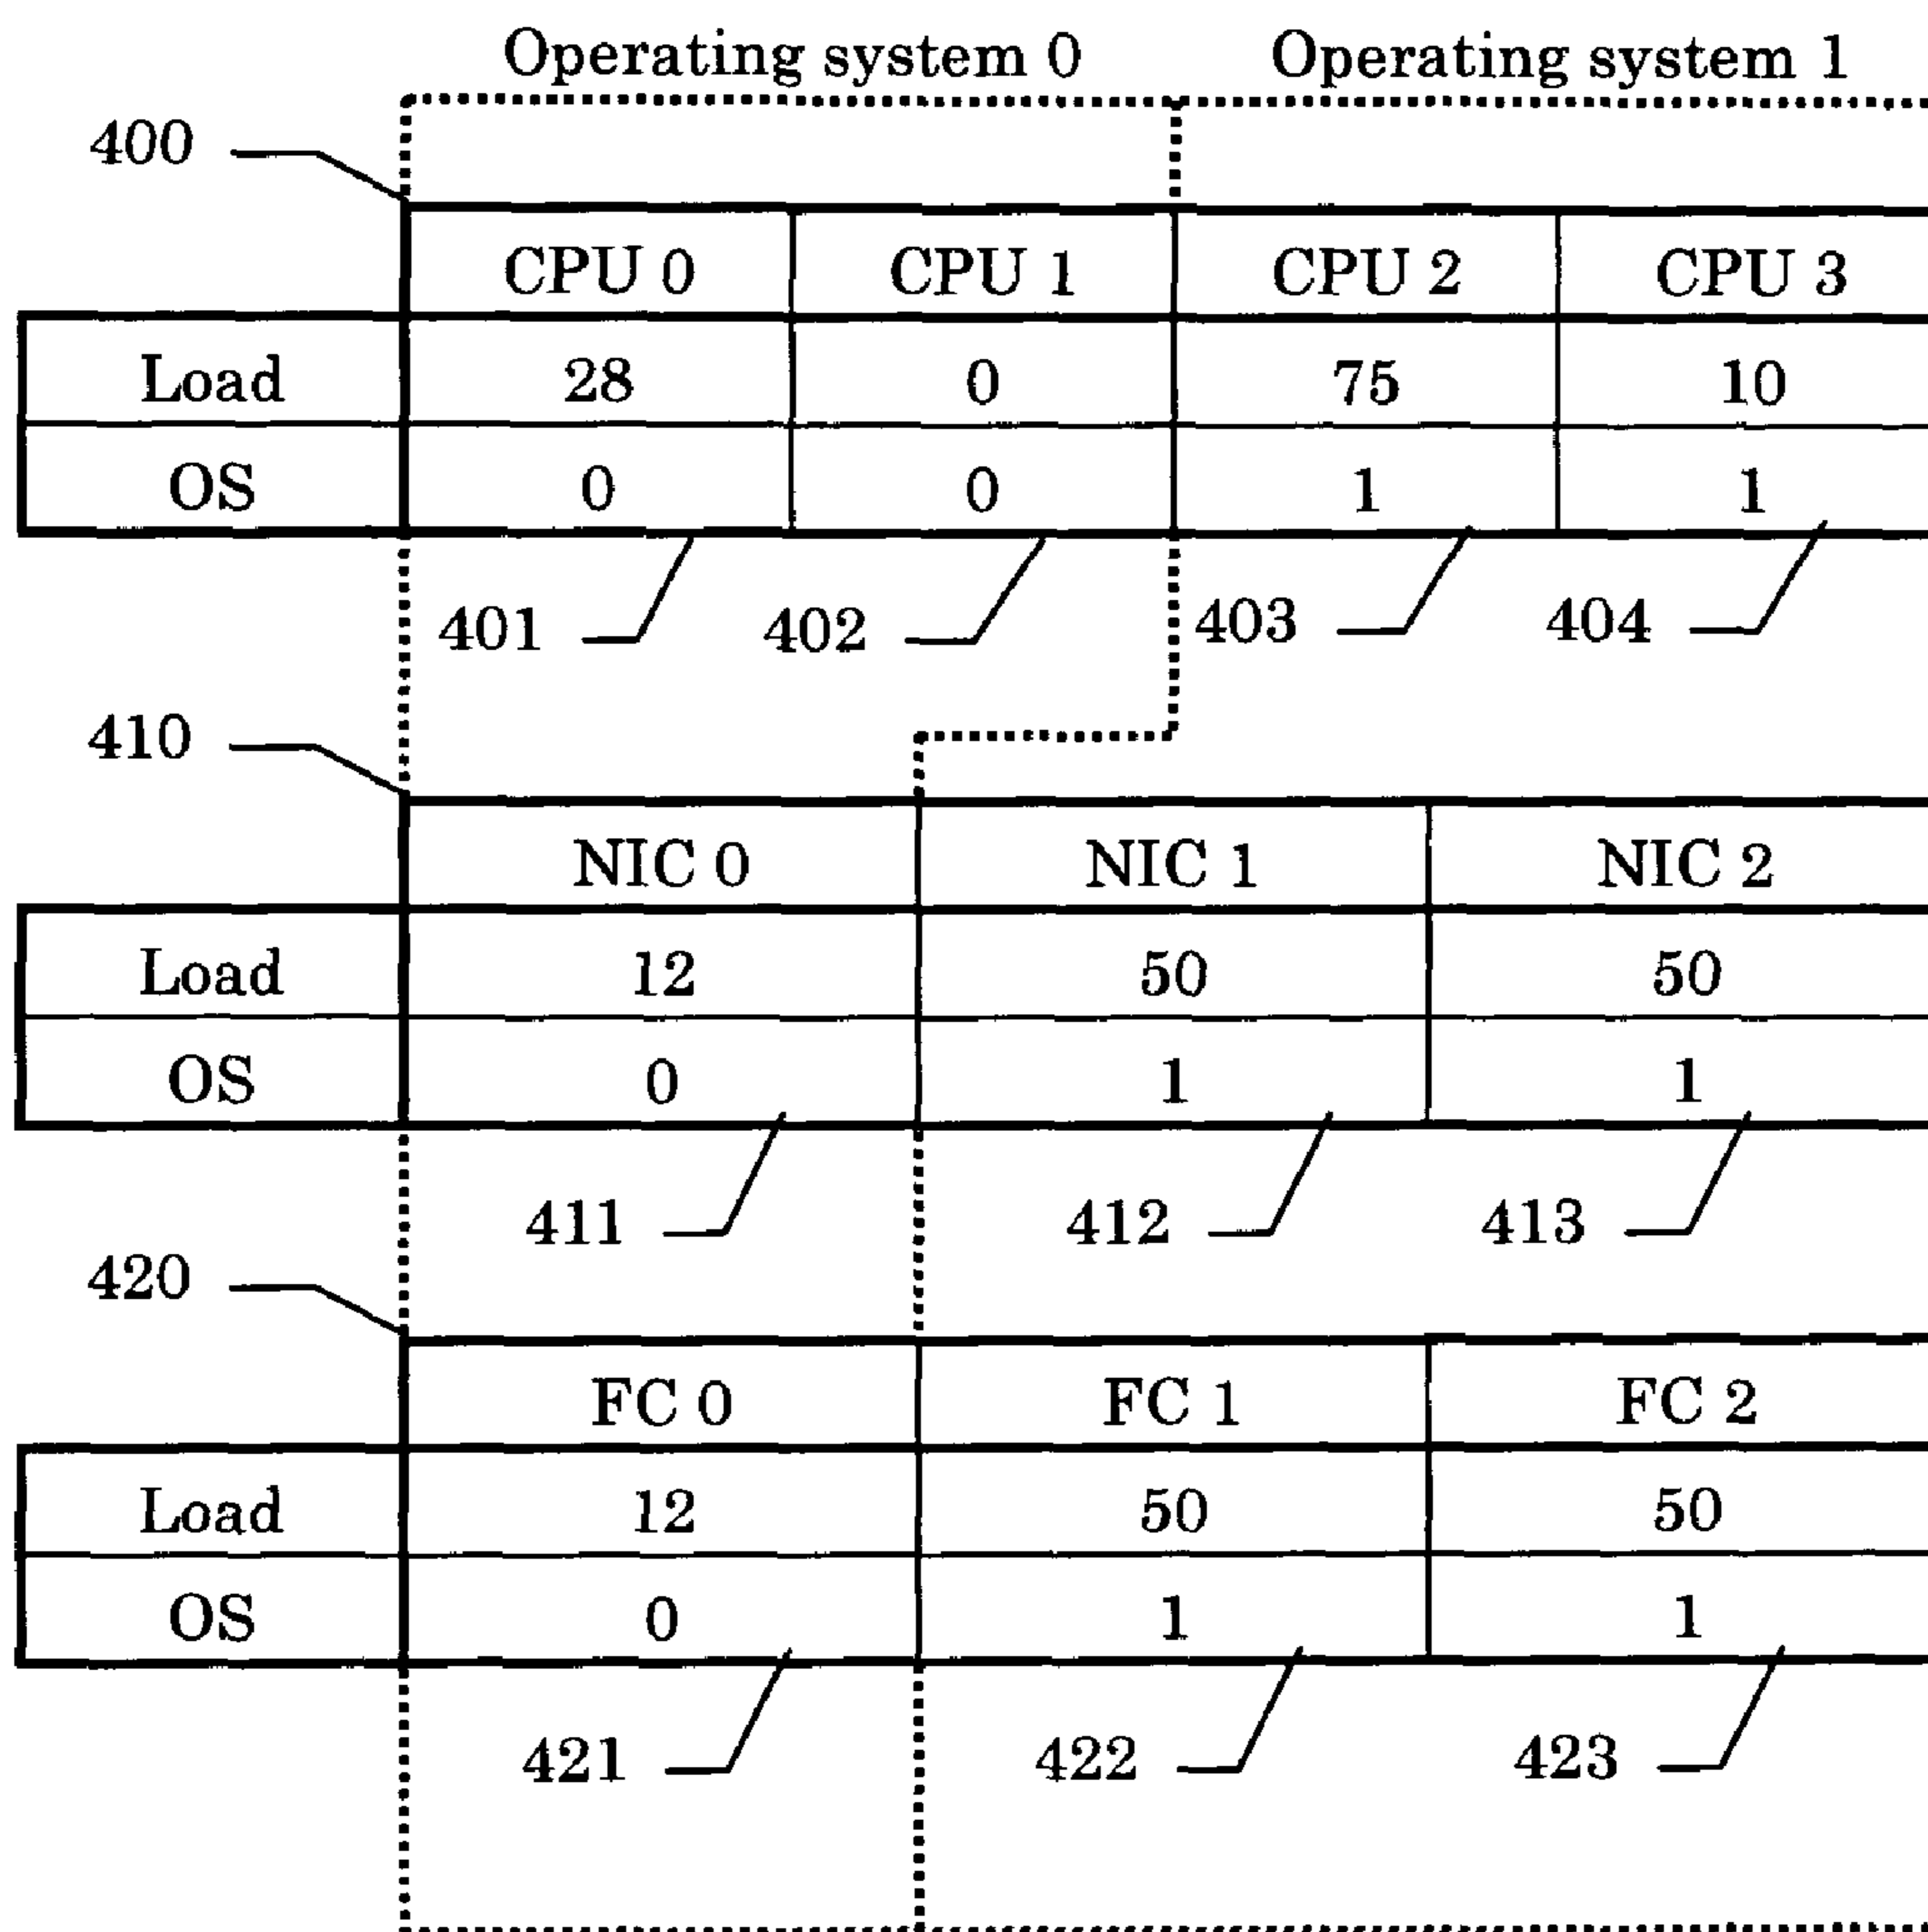 Operating system 0 Operating system 1
400
CPU 0 CPU 1 CPU 2 CPU 3
Load 28 0 75 10
OS 0 0 1 1
401 402 403 404
410
NIC 0 NIC 1 NIC 2
Load 12 50 50
OS 0 1 1
411 412 413
420
FC 0 FC 1 FC 2
Load 12 50 50
OS 0 1 1
421 422 423